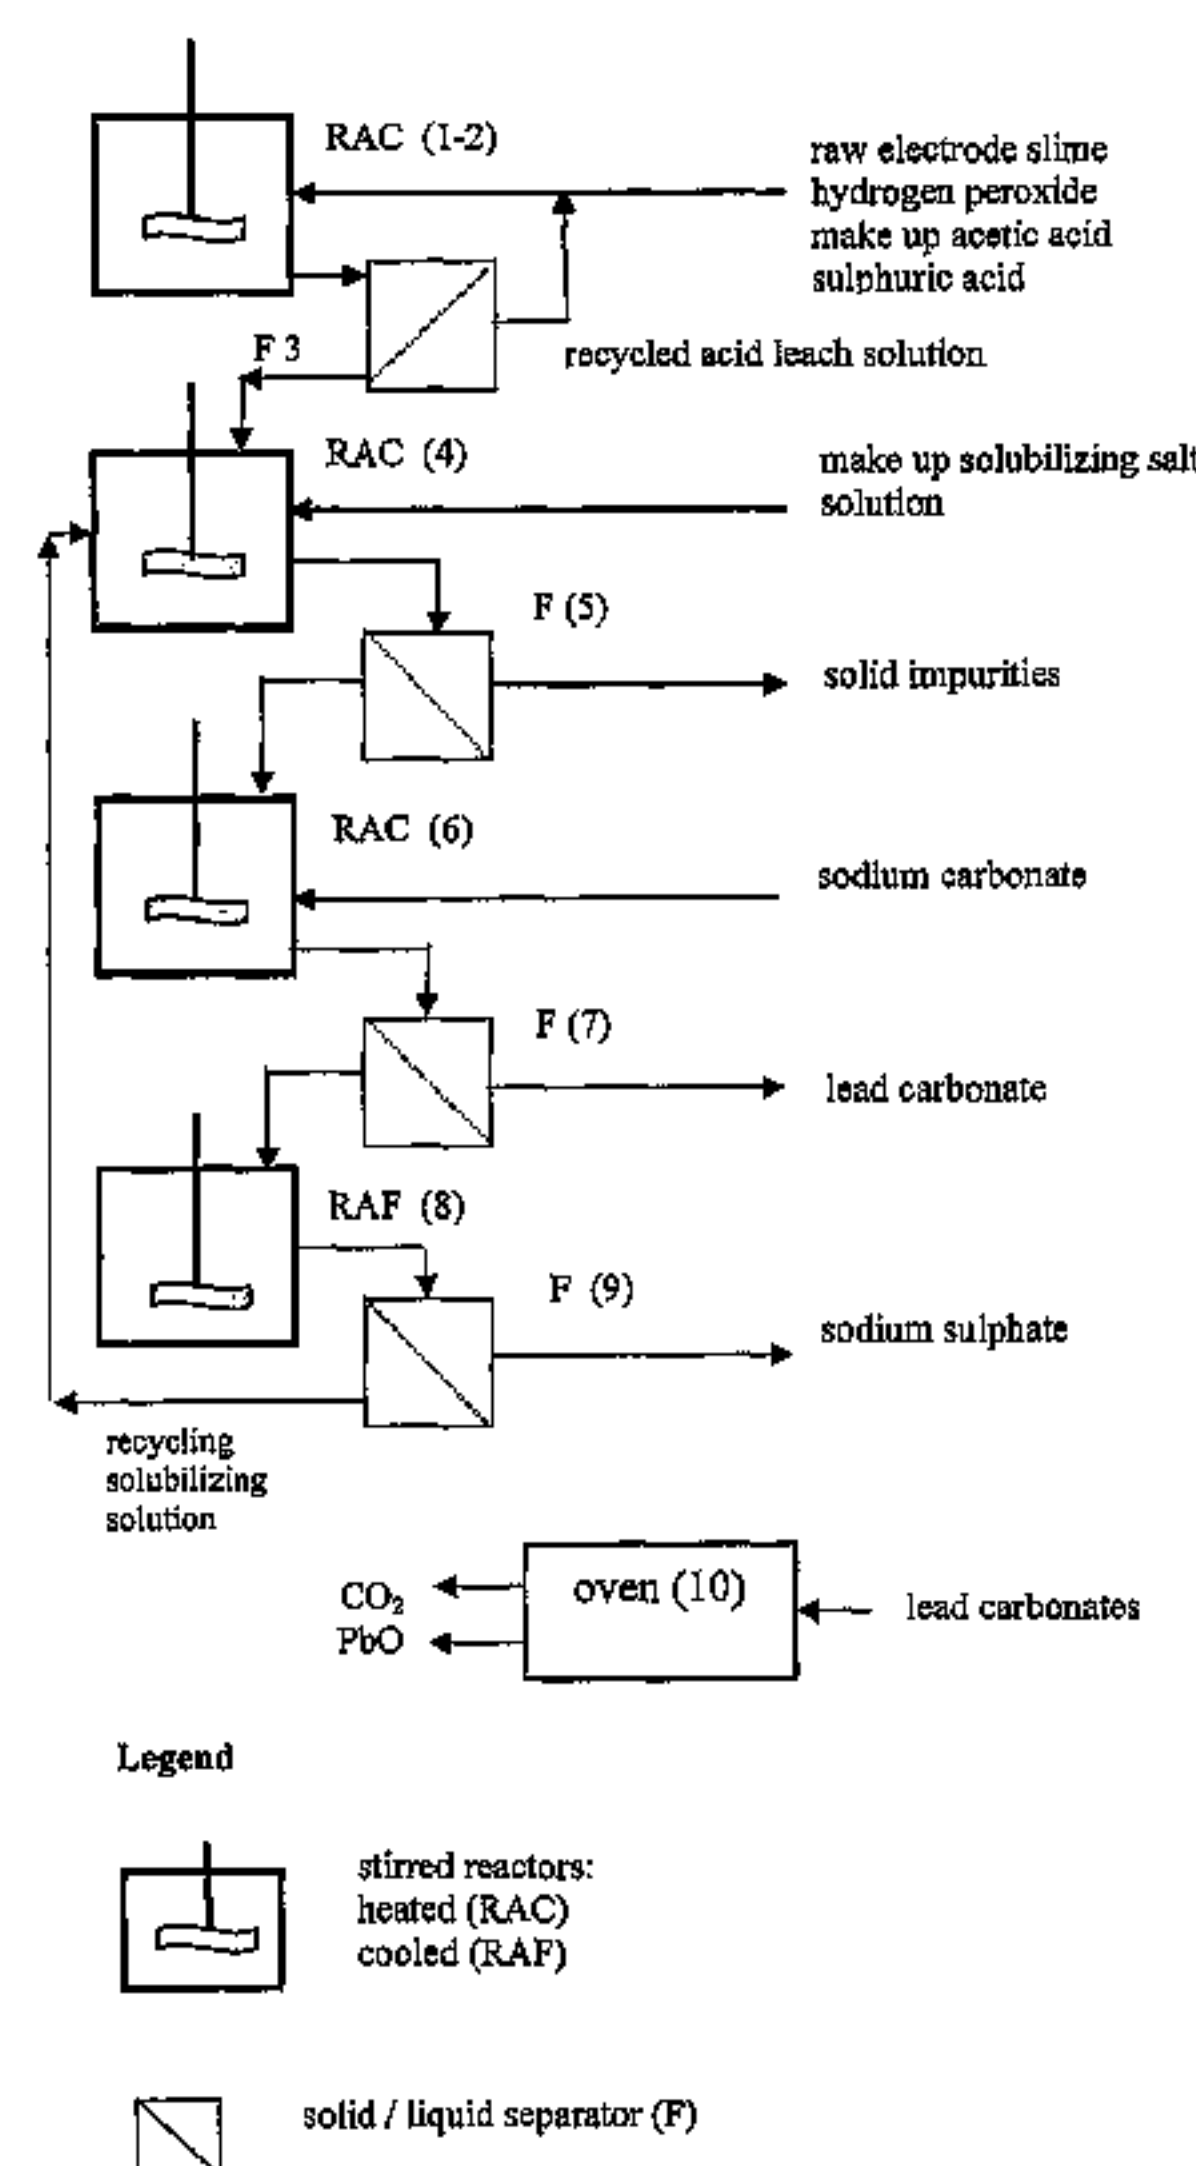 RAC (1-2)
raw electrode slime
hydrogen peroxide
make up acetic acid
sulphuric acid
F 3
recycled acid leach solution
RAC (4)
make up solubilizing salt
solution
F (5)
solid impurities
RAC (6)
sodium carbonate
F (7)
lead carbonate
RAF (8)
F (9)
sodium sulphate
recycling
solubilizing
solution
oven (10)
CO₂
PbO
lead carbonates
Legend
stirred reactors:
heated (RAC)
cooled (RAF)
solid / liquid separator (F)